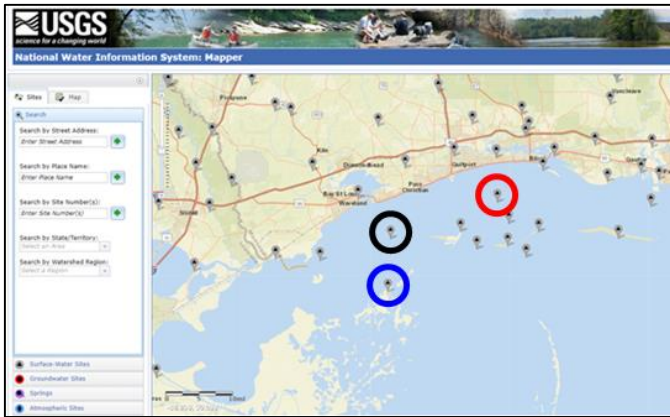 USGS
science for a changing world
National Water Information System: Mapper
Sites
Map
Search
Search by Street Address:
Enter Street Address
Search by Place Name:
Enter Place Name
Search by Site Number(s):
Enter Site Number(s)
Search by State/Territory:
Select an Area
Search by Watershed Region:
Select a Region
Surface-Water Sites
Groundwater Sites
Springs
Atmospheric Sites
Picayune
Kiln
Diamondhead
Bay St Louis
Waveland
Pass
Christian
Gulfport
Vancleave
Slidell
10mi